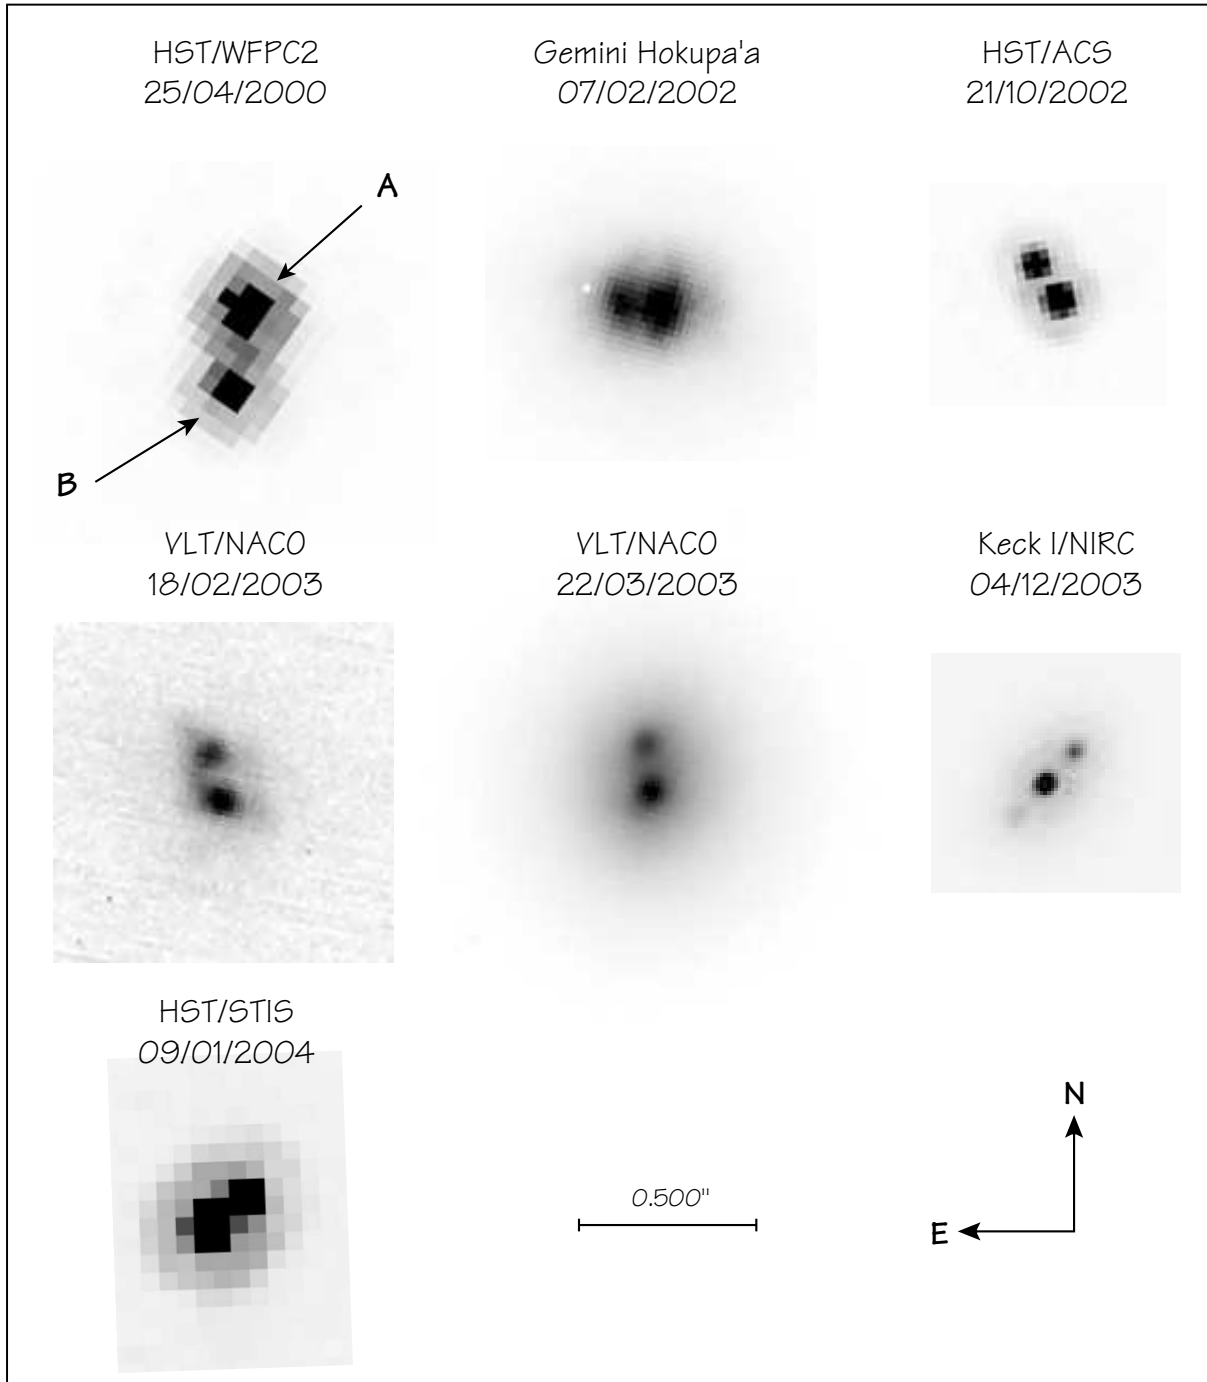 HST/WFPC2
25/04/2000
Gemini Hokupa'a
07/02/2002
HST/ACS
21/10/2002
A
B
VLT/NACO
18/02/2003
VLT/NACO
22/03/2003
Keck I/NIRC
04/12/2003
HST/STIS
09/01/2004
0.500"
N
E